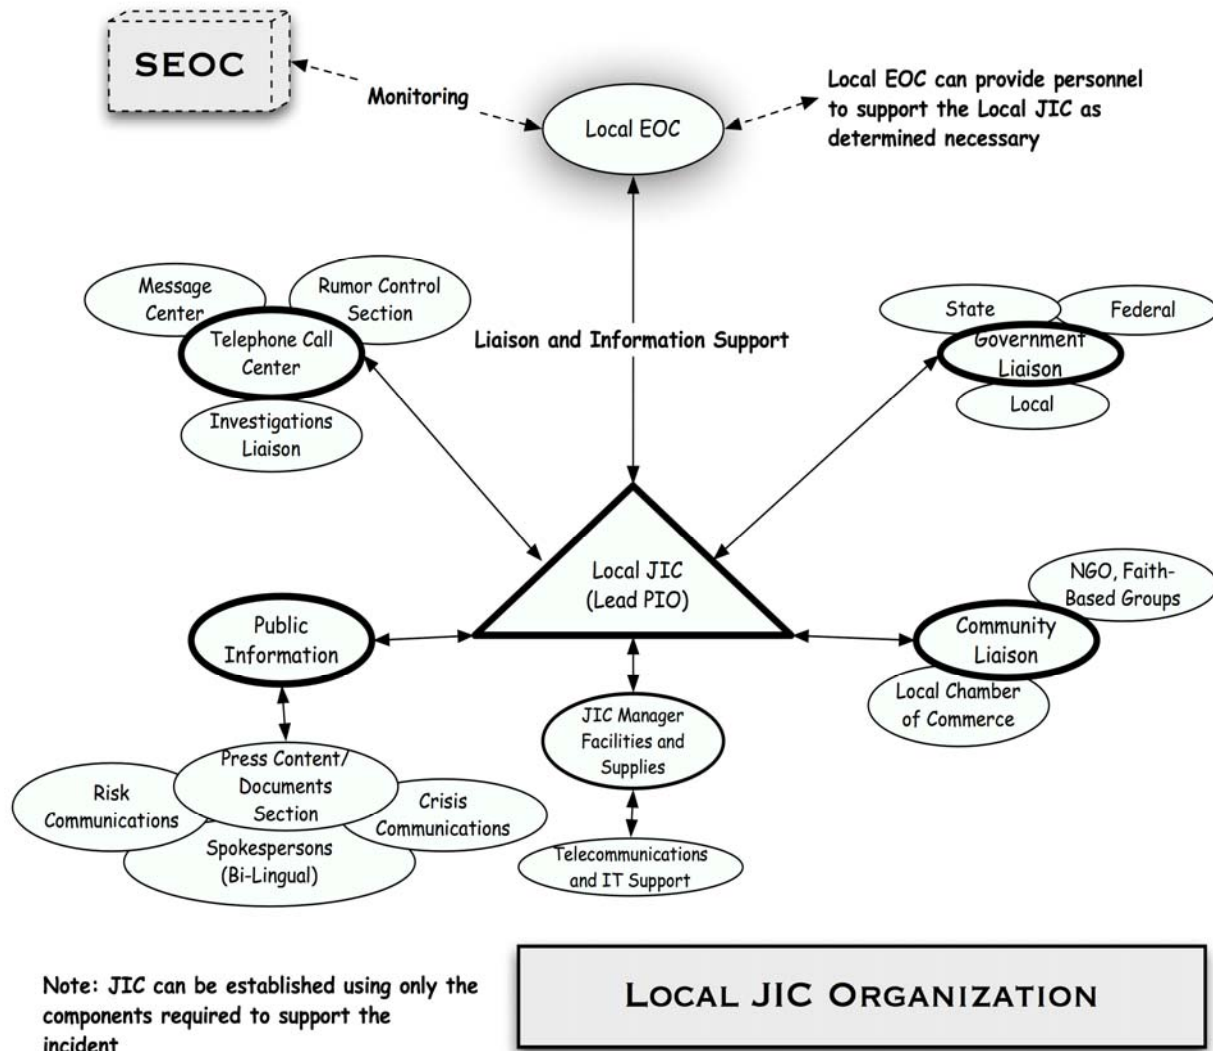 SEOC
Monitoring
Local EOC
Local EOC can provide personnel
to support the Local JIC as
determined necessary
Message
Center
Rumor Control
Section
Telephone Call
Center
Investigations
Liaison
Liaison and Information Support
State
Federal
Government
Liaison
Local
Local JIC
(Lead PIO)
Public
Information
NGO, Faith-
Based Groups
Community
Liaison
Local Chamber
of Commerce
JIC Manager
Facilities and
Supplies
Press Content/
Documents
Section
Risk
Communications
Crisis
Communications
Spokespersons
(Bi-Lingual)
Telecommunications
and IT Support
Note: JIC can be established using only the
components required to support the
incident
LOCAL JIC ORGANIZATION